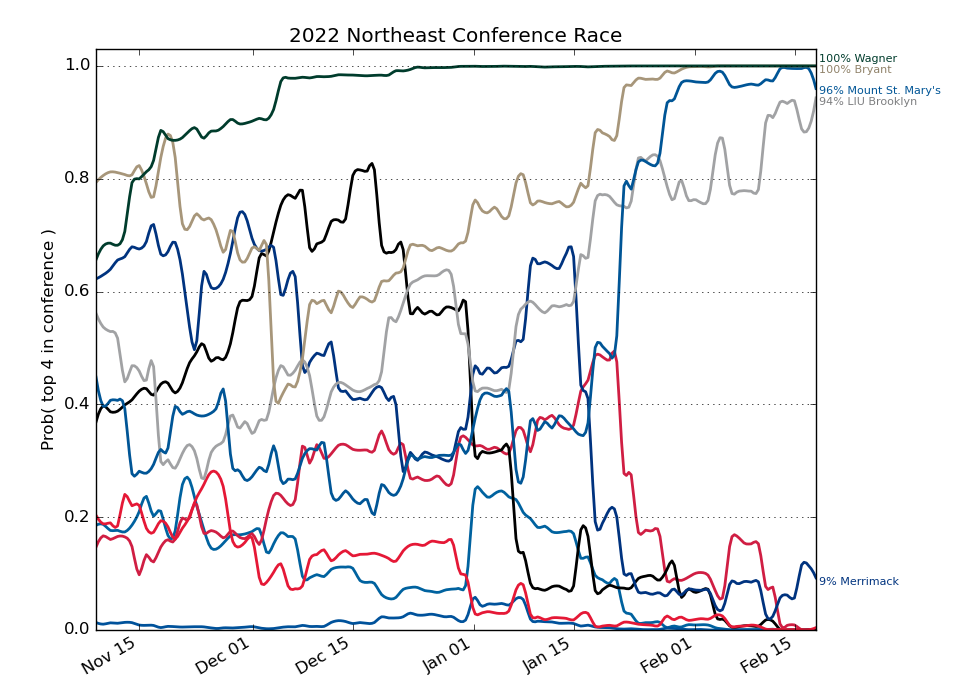 2022 Northeast Conference Race
Prob( top 4 in conference )
1.0
0.8
0.6
0.4
0.2
0.0
Nov 15
Dec 01
Dec 15
Jan 01
Jan 15
Feb 01
Feb 15
100% Wagner
100% Bryant
96% Mount St. Mary's
94% LIU Brooklyn
9% Merrimack